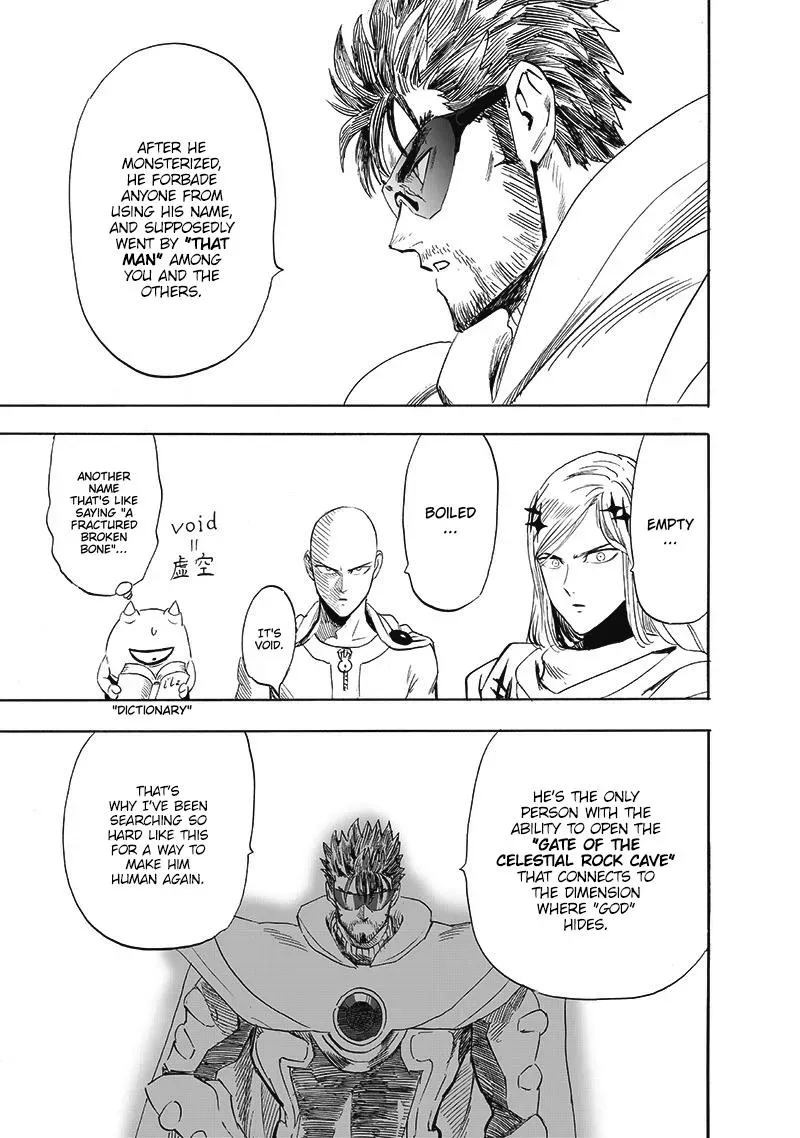 AFTER HE
MONSTERIZED,
HE FORBADE
ANYONE FROM
USING HIS NAME,
AND SUPPOSEDLY
WENT BY "THAT
MAN" AMONG
YOU AND THE
OTHERS.
EMPTY
...
BOILED
...
IT'S
VOID.
void
=
虚空
ANOTHER
NAME
THAT'S LIKE
SAYING "A
FRACTURED
BROKEN
BONE"...
"DICTIONARY"
HE'S THE ONLY
PERSON WITH THE
ABILITY TO OPEN THE
"GATE OF THE
CELESTIAL ROCK CAVE"
THAT CONNECTS TO
THE DIMENSION
WHERE "GOD"
HIDES.
THAT'S
WHY I'VE BEEN
SEARCHING SO
HARD LIKE THIS
FOR A WAY TO
MAKE HIM
HUMAN AGAIN.